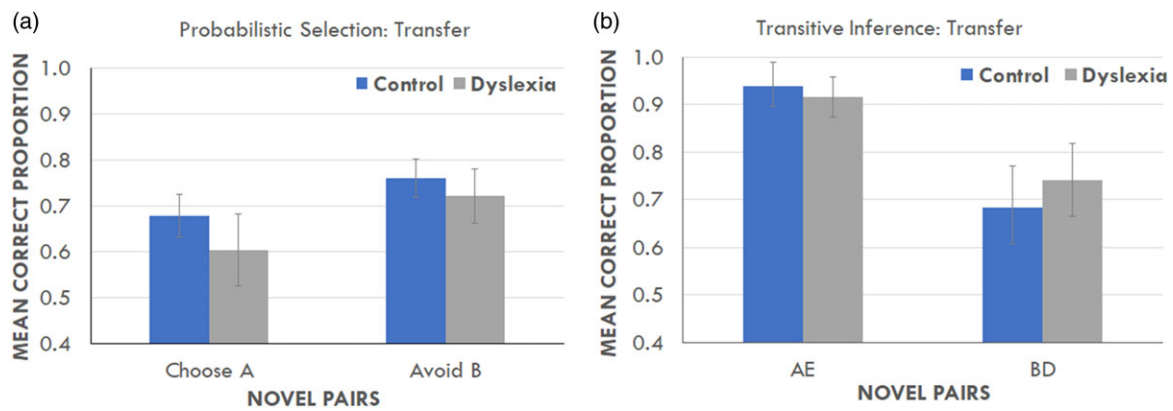 (a)
Probabilistic Selection: Transfer
Control Dyslexia
MEAN CORRECT PROPORTION
1.0
0.9
0.8
0.7
0.6
0.5
0.4
Choose A Avoid B
NOVEL PAIRS
(b)
Transitive Inference: Transfer
Control Dyslexia
MEAN CORRECT PROPORTION
1.0
0.9
0.8
0.7
0.6
0.5
0.4
AE BD
NOVEL PAIRS